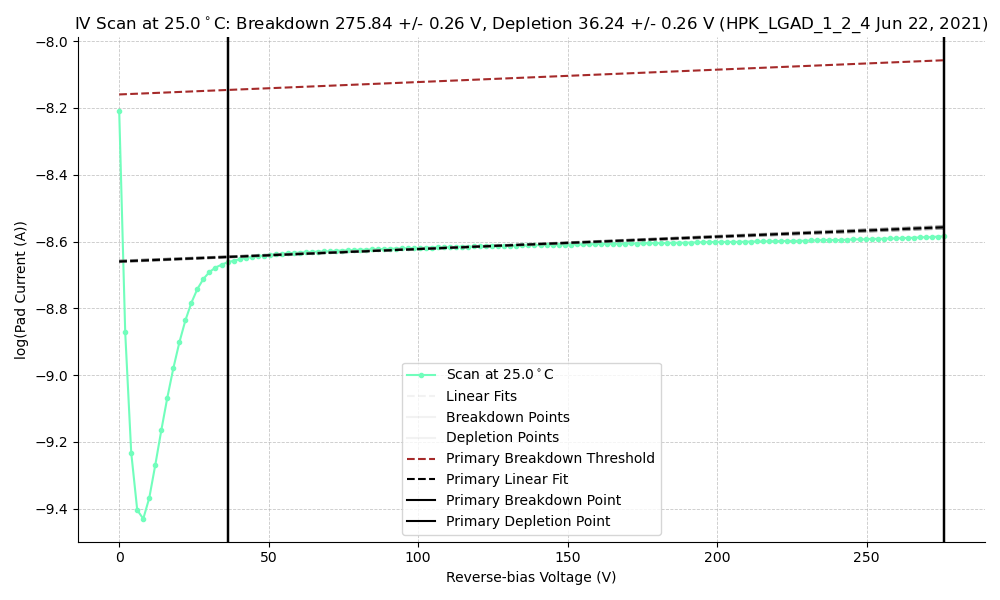 IV Scan at 25.0°C: Breakdown 275.84 +/- 0.26 V, Depletion 36.24 +/- 0.26 V (HPK_LGAD_1_2_4 Jun 22, 2021)
−8.0
−8.2
−8.4
−8.6
−8.8
−9.0
−9.2
−9.4
log(Pad Current (A))
Scan at 25.0°C
Linear Fits
Breakdown Points
Depletion Points
Primary Breakdown Threshold
Primary Linear Fit
Primary Breakdown Point
Primary Depletion Point
0 50 100 150 200 250
Reverse-bias Voltage (V)